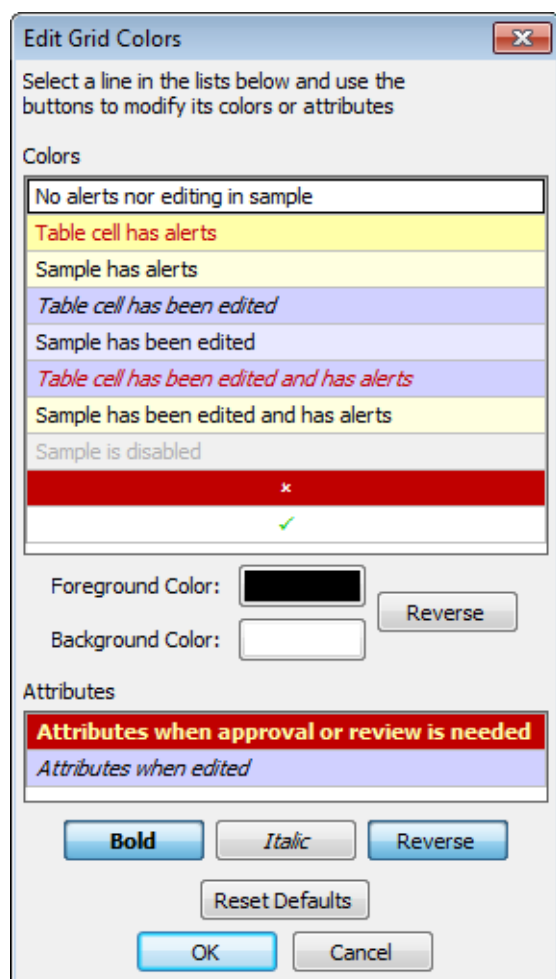 Edit Grid Colors
Select a line in the lists below and use the
buttons to modify its colors or attributes
Colors
No alerts nor editing in sample
Table cell has alerts
Sample has alerts
Table cell has been edited
Sample has been edited
Table cell has been edited and has alerts
Sample has been edited and has alerts
Sample is disabled
Foreground Color:
Reverse
Background Color:
Attributes
Attributes when approval or review is needed
Attributes when edited
Bold Italic Reverse
Reset Defaults
OK Cancel